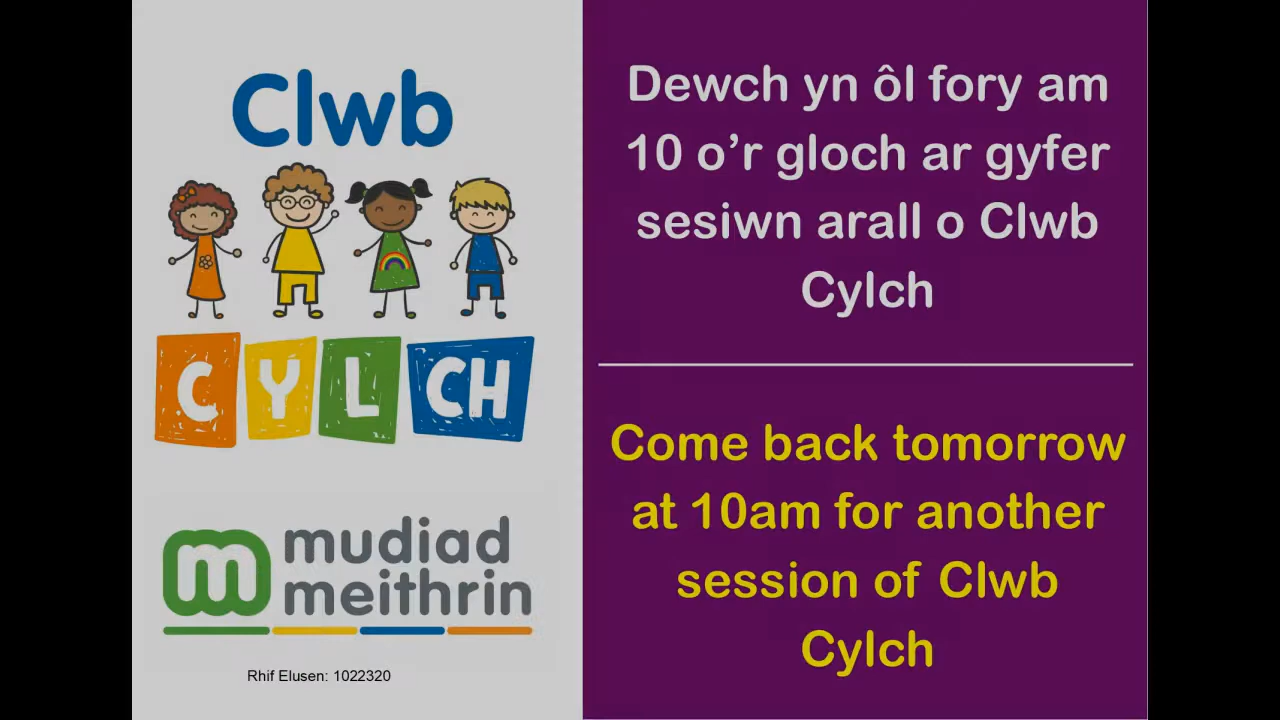 Clwb
CYLCH
mudiad
meithrin
Rhif Elusen: 1022320
Dewch yn ôl fory am
10 o’r gloch ar gyfer
sesiwn arall o Clwb
Cylch
Come back tomorrow
at 10am for another
session of Clwb
Cylch